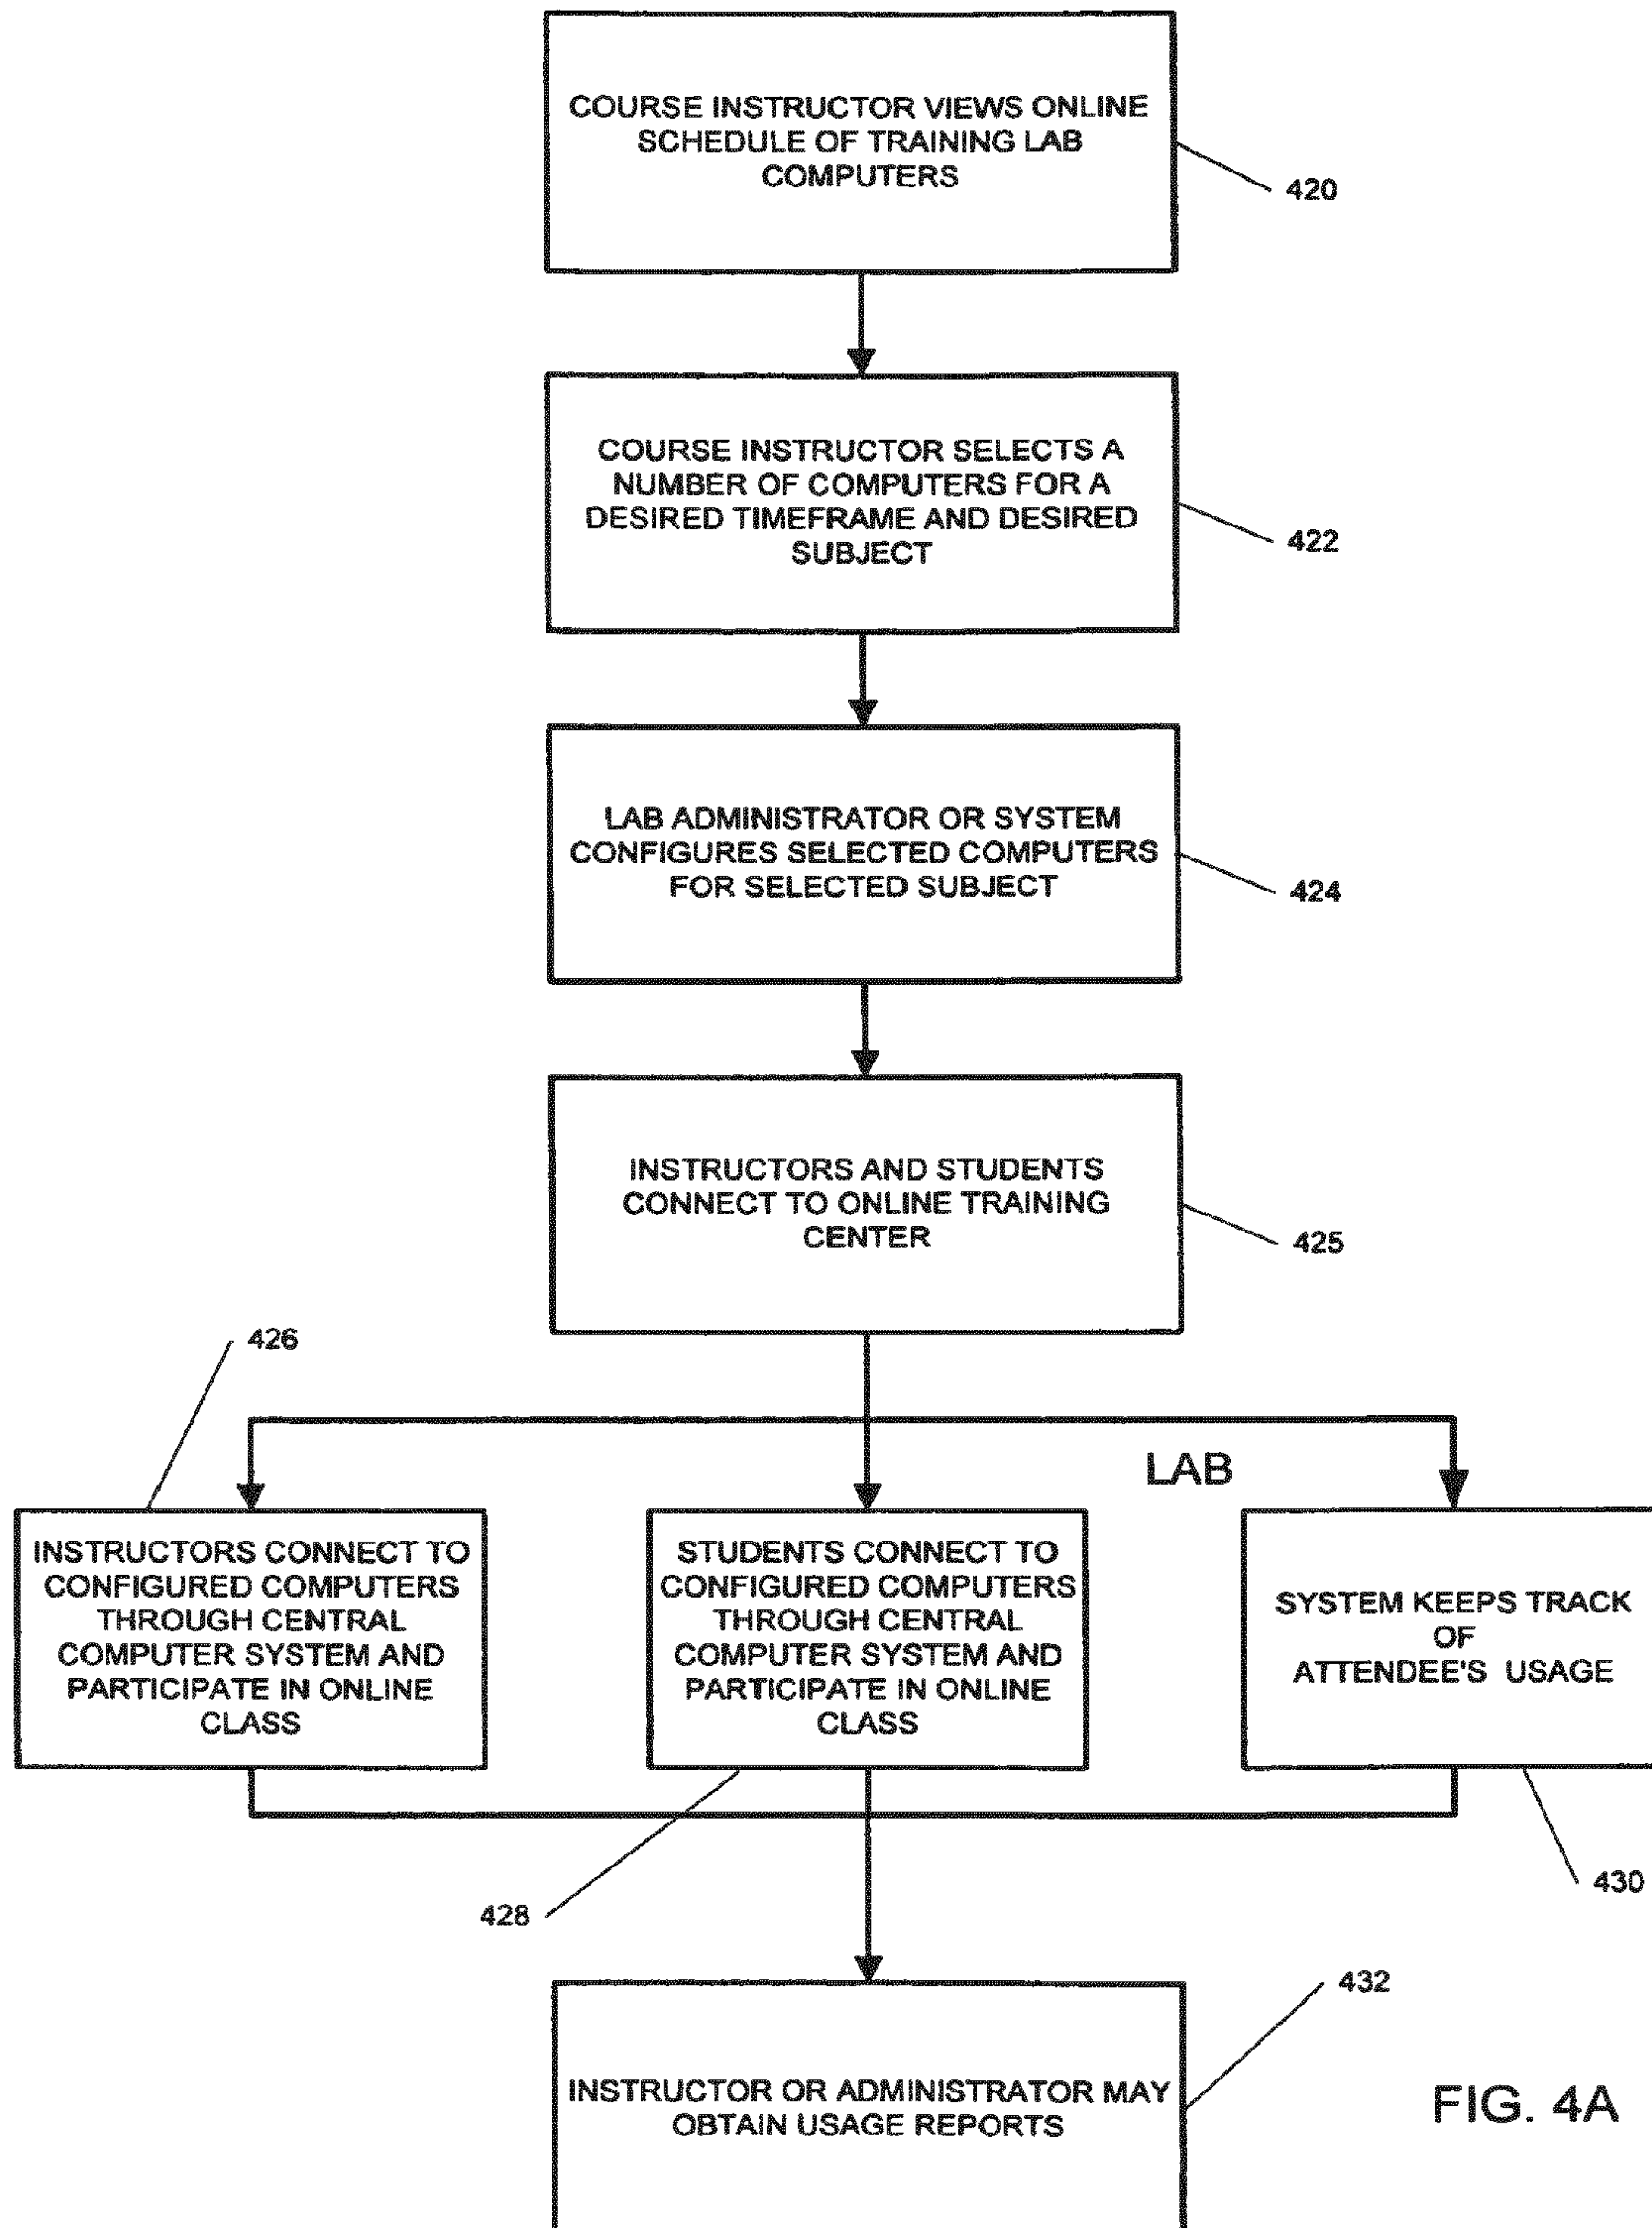 COURSE INSTRUCTOR VIEWS ONLINE
SCHEDULE OF TRAINING LAB
COMPUTERS
420
COURSE INSTRUCTOR SELECTS A
NUMBER OF COMPUTERS FOR A
DESIRED TIMEFRAME AND DESIRED
SUBJECT
422
LAB ADMINISTRATOR OR SYSTEM
CONFIGURES SELECTED COMPUTERS
FOR SELECTED SUBJECT
424
INSTRUCTORS AND STUDENTS
CONNECT TO ONLINE TRAINING
CENTER
425
426
LAB
INSTRUCTORS CONNECT TO
CONFIGURED COMPUTERS
THROUGH CENTRAL
COMPUTER SYSTEM AND
PARTICIPATE IN ONLINE
CLASS
STUDENTS CONNECT TO
CONFIGURED COMPUTERS
THROUGH CENTRAL
COMPUTER SYSTEM AND
PARTICIPATE IN ONLINE
CLASS
SYSTEM KEEPS TRACK
OF
ATTENDEE'S USAGE
428
430
432
INSTRUCTOR OR ADMINISTRATOR MAY
OBTAIN USAGE REPORTS
FIG. 4A